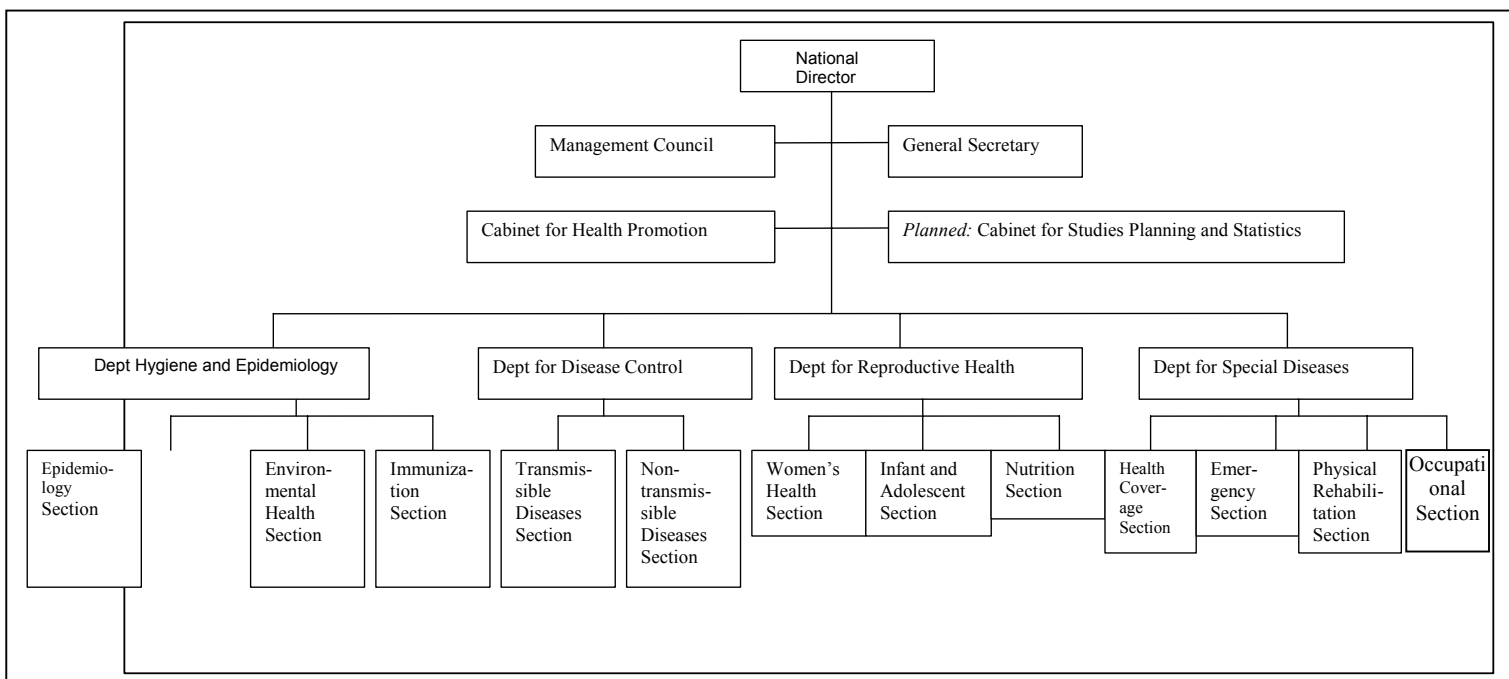 National
Director
Management Council
General Secretary
Cabinet for Health Promotion
Planned: Cabinet for Studies Planning and Statistics
Dept Hygiene and Epidemiology
Dept for Disease Control
Dept for Reproductive Health
Dept for Special Diseases
Epidemio-
logy
Section
Environ-
mental
Health
Section
Immuniza-
tion
Section
Transmis-
sible
Diseases
Section
Non-
transmis-
sible
Diseases
Section
Women's
Health
Section
Infant and
Adolescent
Section
Nutrition
Section
Health
Cover-
age
Section
Emer-
gency
Section
Physical
Rehabili-
tation
Section
Occupati
onal
Section